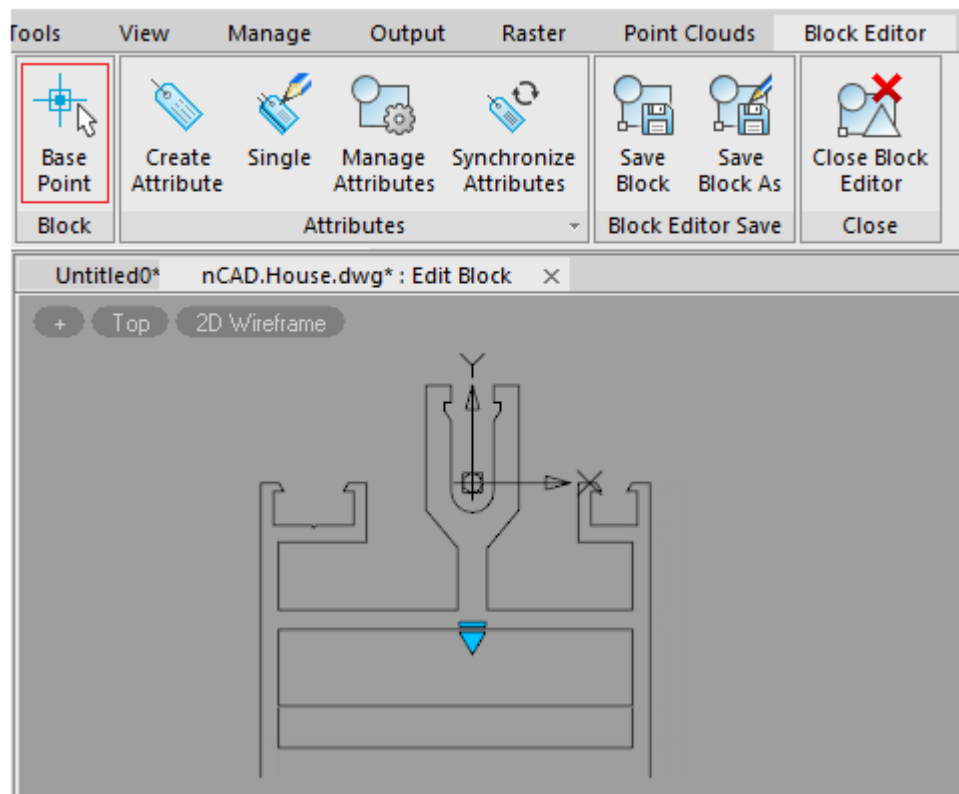 Tools View Manage Output Raster Point Clouds Block Editor
Base Point
Create Attribute
Single
Manage Attributes
Synchronize Attributes
Save Block
Save Block As
Close Block Editor
Block Attributes Block Editor Save Close
Untitled0* nCAD.House.dwg* : Edit Block
+ Top 2D Wireframe
Y
X